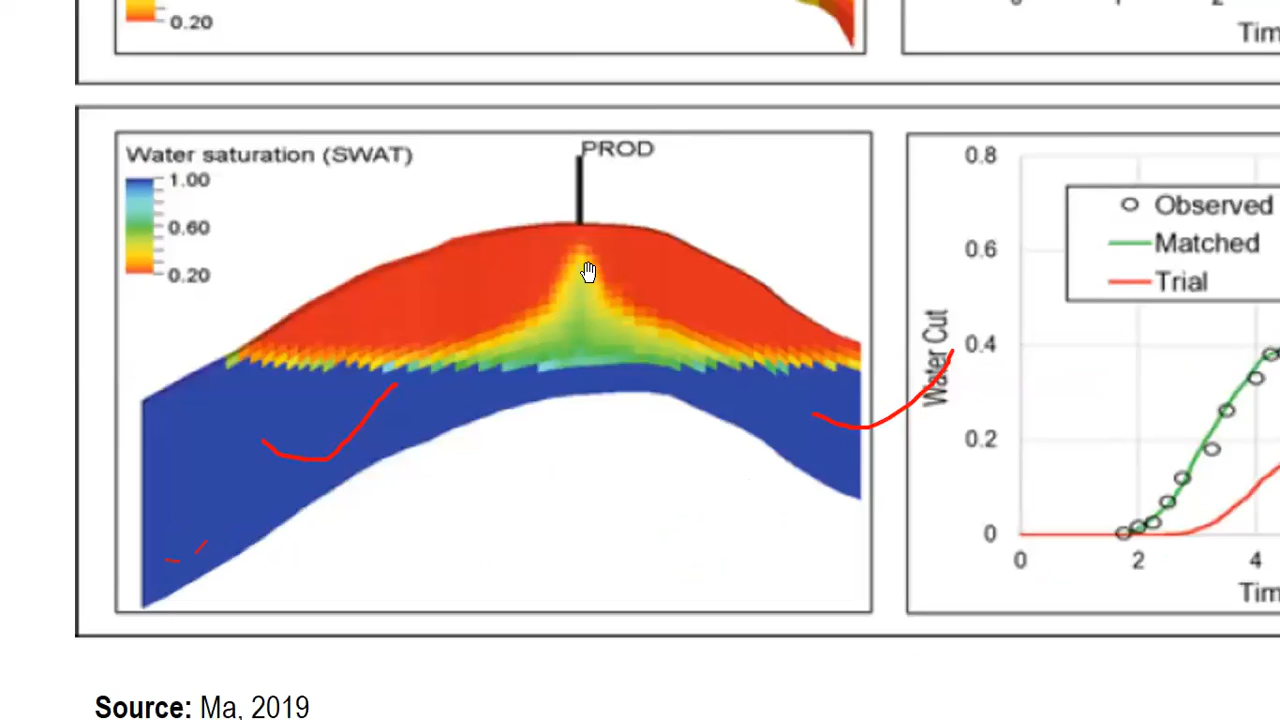 0.20
2
Tim
Water saturation (SWAT)
1.00
0.60
0.20
PROD
0.8
0.6
0.4
0.2
0
Water Cut
Observed
Matched
Trial
0
2
4
Tim
Source: Ma, 2019